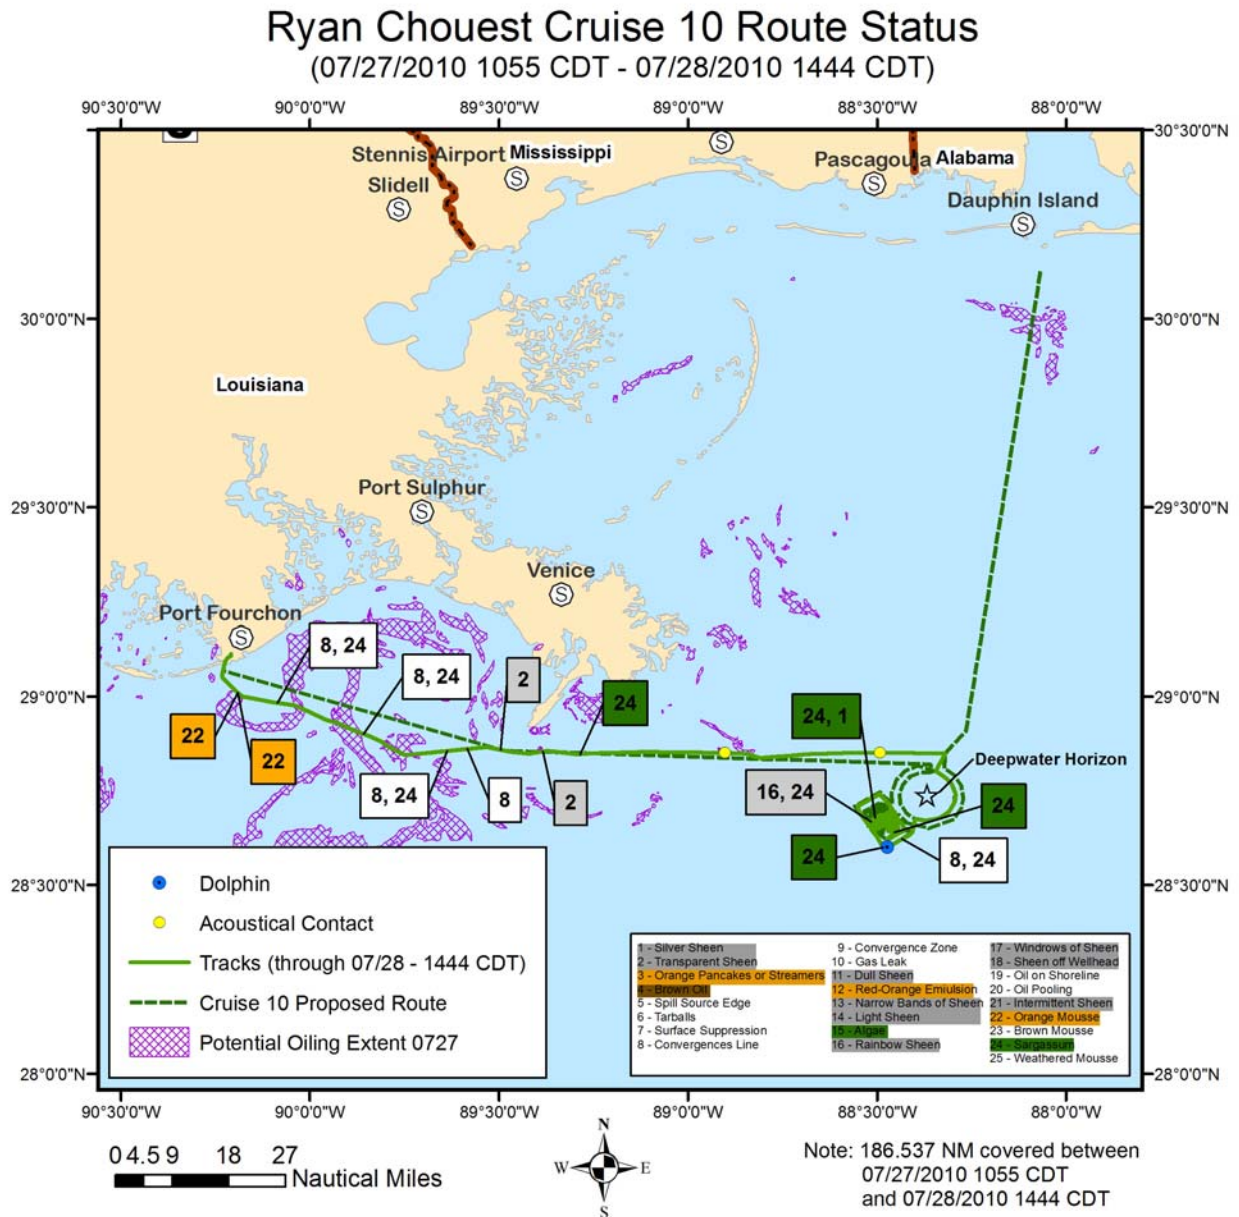 Ryan Chouest Cruise 10 Route Status
(07/27/2010 1055 CDT - 07/28/2010 1444 CDT)
90°30'0"W 90°0'0"W 89°30'0"W 89°0'0"W 88°30'0"W 88°0'0"W
30°30'0"N 30°30'0"N
Stennis Airport Mississippi
Pascagoula Alabama
Slidell
S
S
S
S
Dauphin Island
S
30°0'0"N 30°0'0"N
Louisiana
Port Sulphur
S
29°30'0"N 29°30'0"N
Venice
S
Port Fourchon
S
8, 24
8, 24
2
24
29°0'0"N 29°0'0"N
22
22
24, 1
Deepwater Horizon
8, 24
8
2
16, 24
24
24
8, 24
28°30'0"N 28°30'0"N
Dolphin
Acoustical Contact
Tracks (through 07/28 - 1444 CDT)
Cruise 10 Proposed Route
Potential Oiling Extent 0727
1 - Silver Sheen
2 - Transparent Sheen
3 - Orange Pancakes or Streamers
4 - Brown Oil
5 - Spill Source Edge
6 - Tarballs
7 - Surface Suppression
8 - Convergences Line
9 - Convergence Zone
10 - Gas Leak
11 - Dull Sheen
12 - Red-Orange Emiulsion
13 - Narrow Bands of Sheen
14 - Light Sheen
15 - Algae
16 - Rainbow Sheen
17 - Windrows of Sheen
18 - Sheen off Wellhead
19 - Oil on Shoreline
20 - Oil Pooling
21 - Intermittent Sheen
22 - Orange Mousse
23 - Brown Mousse
24 - Sargassum
25 - Weathered Mousse
28°0'0"N 28°0'0"N
90°30'0"W 90°0'0"W 89°30'0"W 89°0'0"W 88°30'0"W 88°0'0"W
0 4.5 9 18 27
Nautical Miles
N
W E
S
Note: 186.537 NM covered between
07/27/2010 1055 CDT
and 07/28/2010 1444 CDT